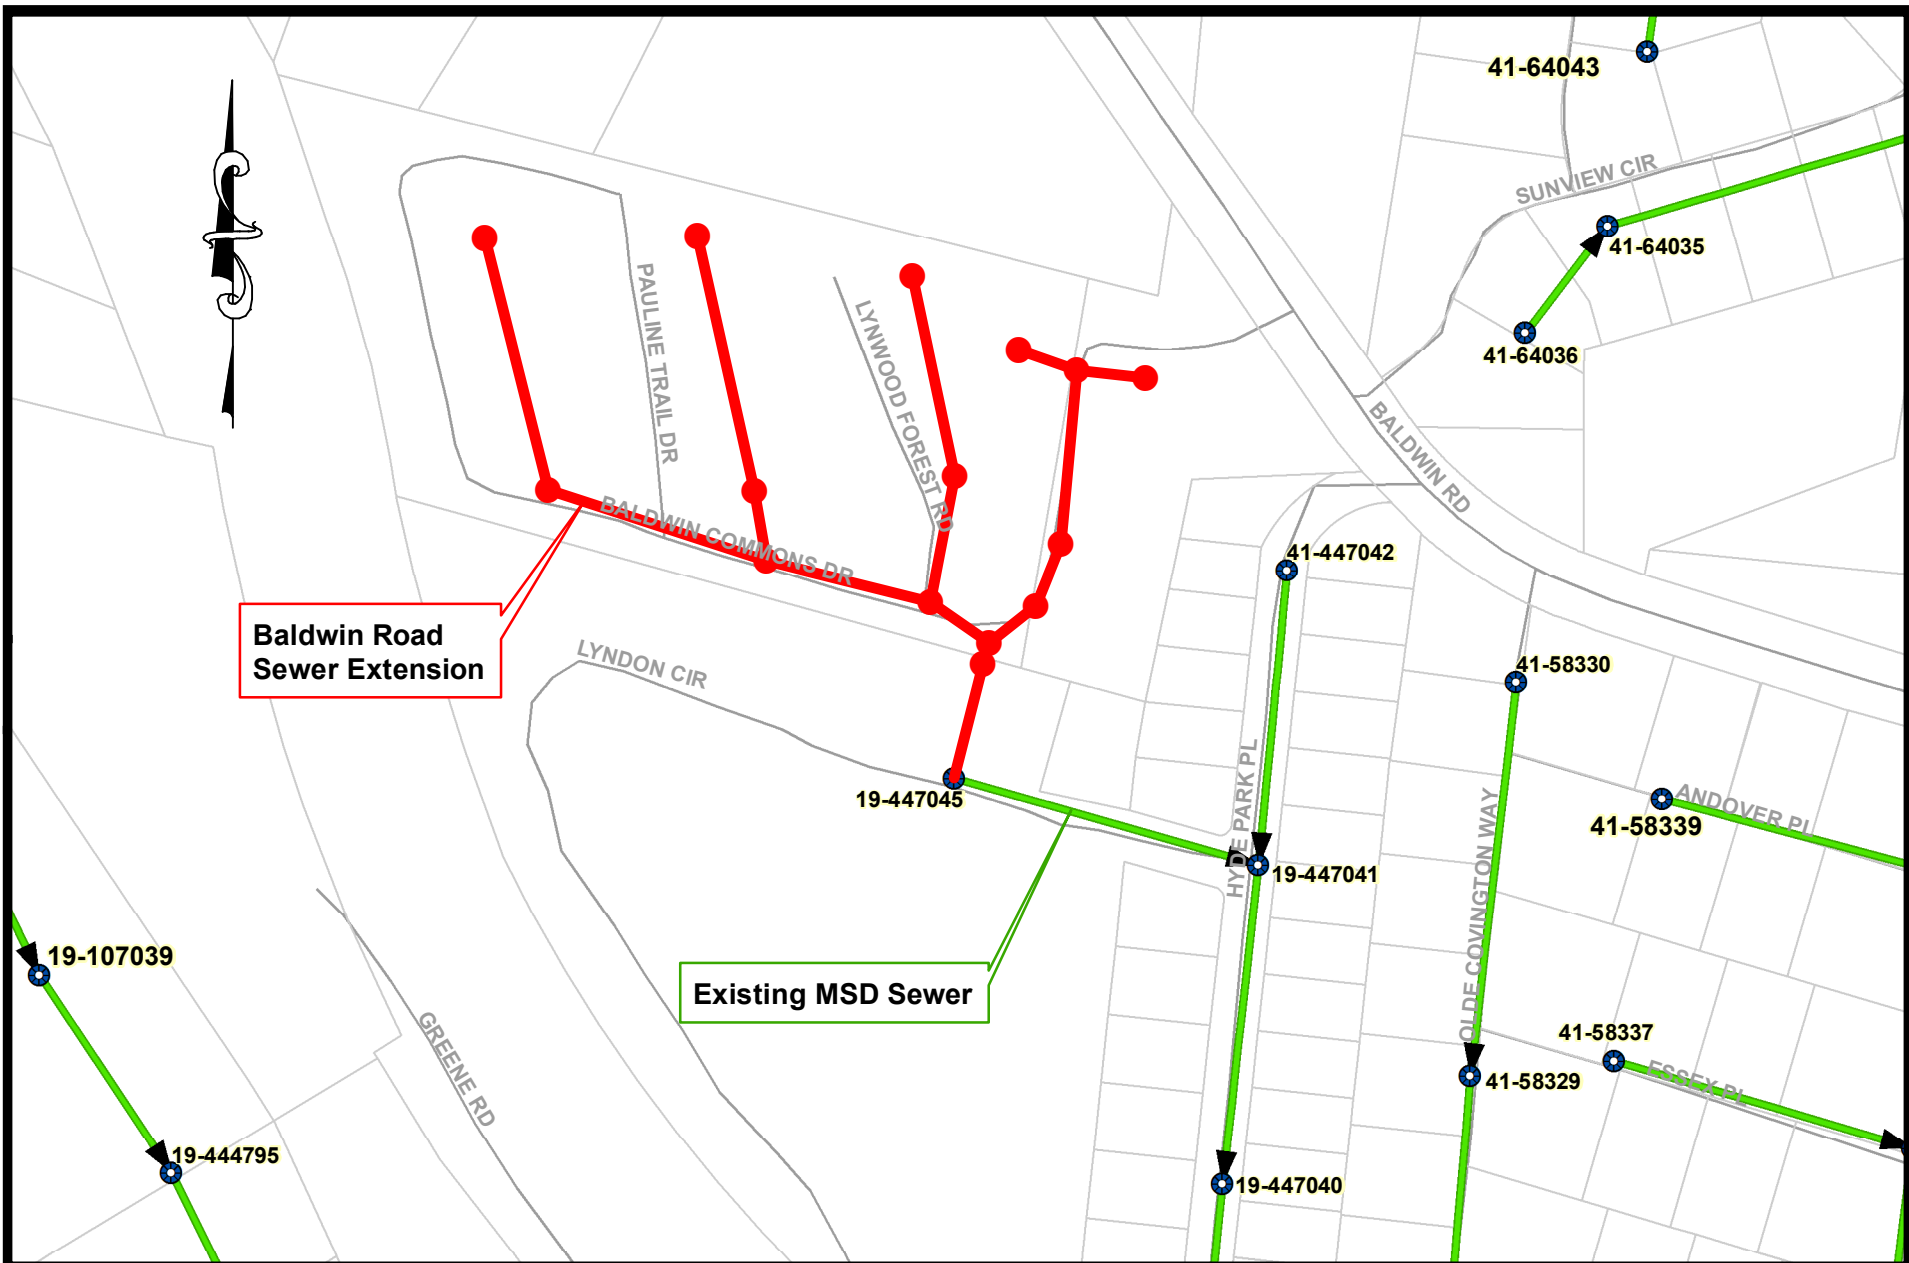 41-64043
SUNVIEW CIR
41-64035
41-64036
PAULINE TRAIL DR
LYNWOOD FOREST RD
BALDWIN RD
BALDWIN COMMONS DR
41-447042
Baldwin Road
Sewer Extension
LYNDON CIR
41-58330
19-447045
HYDE PARK PL
OLDE COVINGTON WAY
ANDOVER PL
41-58339
19-447041
19-107039
Existing MSD Sewer
GREENE RD
41-58337
ESSEX PL
41-58329
19-444795
19-447040